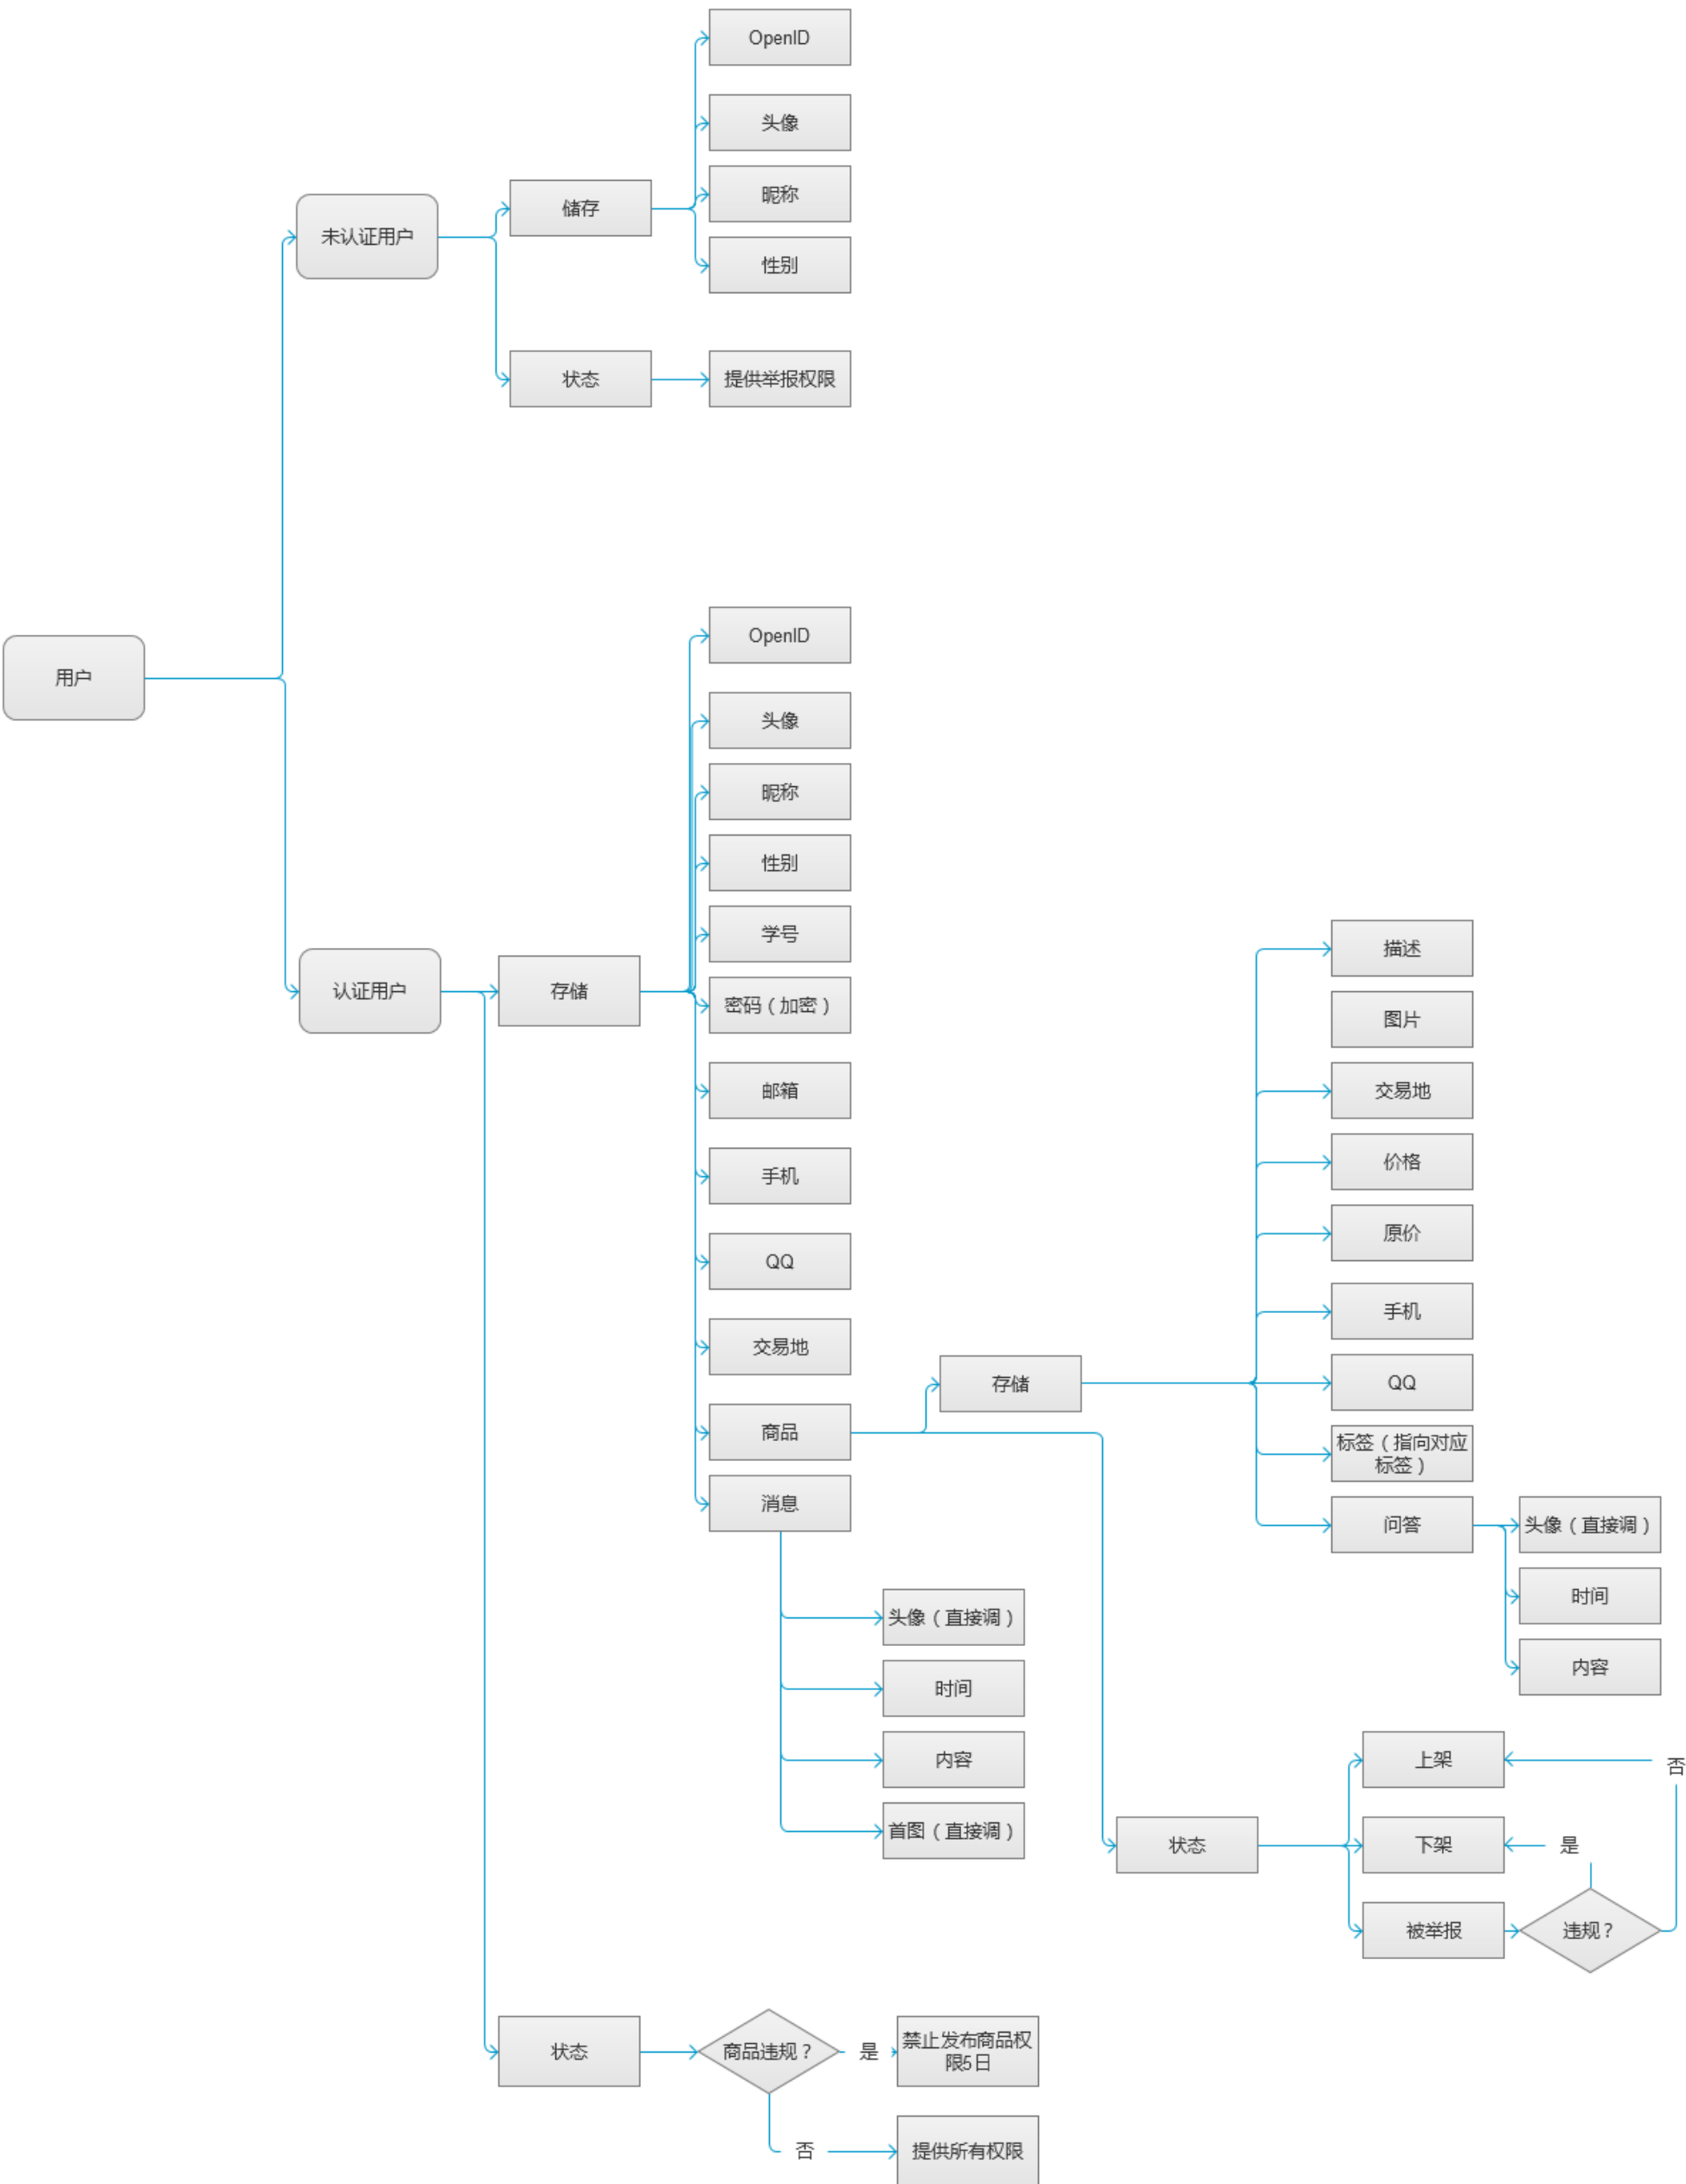 OpenID
头像
昵称
性别
储存
未认证用户
状态
提供举报权限
用户
OpenID
头像
昵称
性别
学号
密码（加密）
邮箱
手机
QQ
交易地
商品
消息
认证用户
存储
描述
图片
交易地
价格
原价
手机
QQ
标签（指向对应
标签）
问答
存储
头像（直接调）
时间
内容
头像（直接调）
时间
内容
首图（直接调）
上架
否
状态
下架
是
被举报
违规？
状态
商品违规？
是
禁止发布商品权
限5日
否
提供所有权限